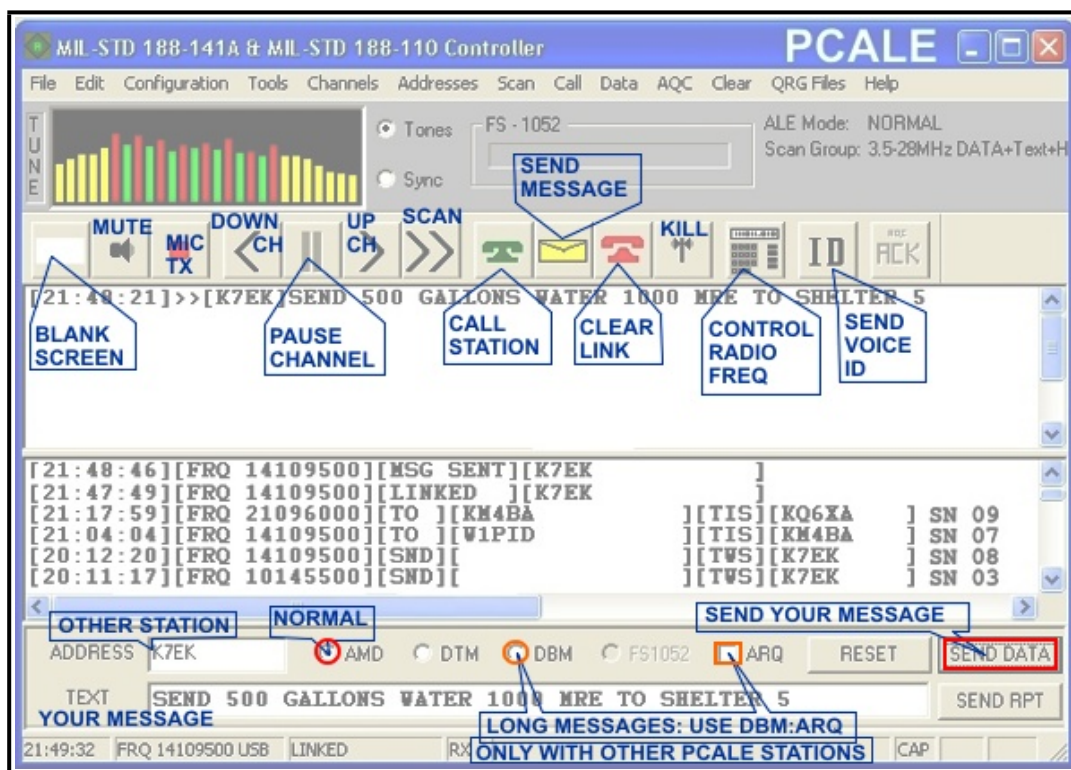 MIL-STD 188-141A & MIL-STD 188-110 Controller
PCALE
File Edit Configuration Tools Channels Addresses Scan Call Data AQC Clear QRG Files Help
TUNE
Tones
Sync
FS - 1052
ALE Mode: NORMAL
Scan Group: 3.5-28MHz DATA+Text+H
SEND
MESSAGE
MUTE
MIC
TX
DOWN
CH
UP
CH
SCAN
KILL
ID
AQC
ACK
[21:48:21]>>[K7EK]SEND 500 GALLONS WATER 1000 MRE TO SHELTER 5
BLANK
SCREEN
PAUSE
CHANNEL
CALL
STATION
CLEAR
LINK
CONTROL
RADIO
FREQ
SEND
VOICE
ID
[21:48:46][FRQ 14109500][MSG SENT][K7EK ]
[21:47:49][FRQ 14109500][LINKED ][K7EK ]
[21:17:59][FRQ 21096000][TO ][KM4BA ][TIS][KQ6XA ] SN 09
[21:04:04][FRQ 14109500][TO ][W1PID ][TIS][KM4BA ] SN 07
[20:12:20][FRQ 14109500][SND][ ][TWS][K7EK ] SN 08
[20:11:17][FRQ 10145500][SND][ ][TWS][K7EK ] SN 03
OTHER STATION
NORMAL
SEND YOUR MESSAGE
ADDRESS K7EK AMD DTM DBM FS1052 ARQ RESET SEND DATA
TEXT SEND 500 GALLONS WATER 1000 MRE TO SHELTER 5 SEND RPT
YOUR MESSAGE
LONG MESSAGES: USE DBM:ARQ
ONLY WITH OTHER PCALE STATIONS
21:49:32 FRQ 14109500 USB LINKED RX CAP